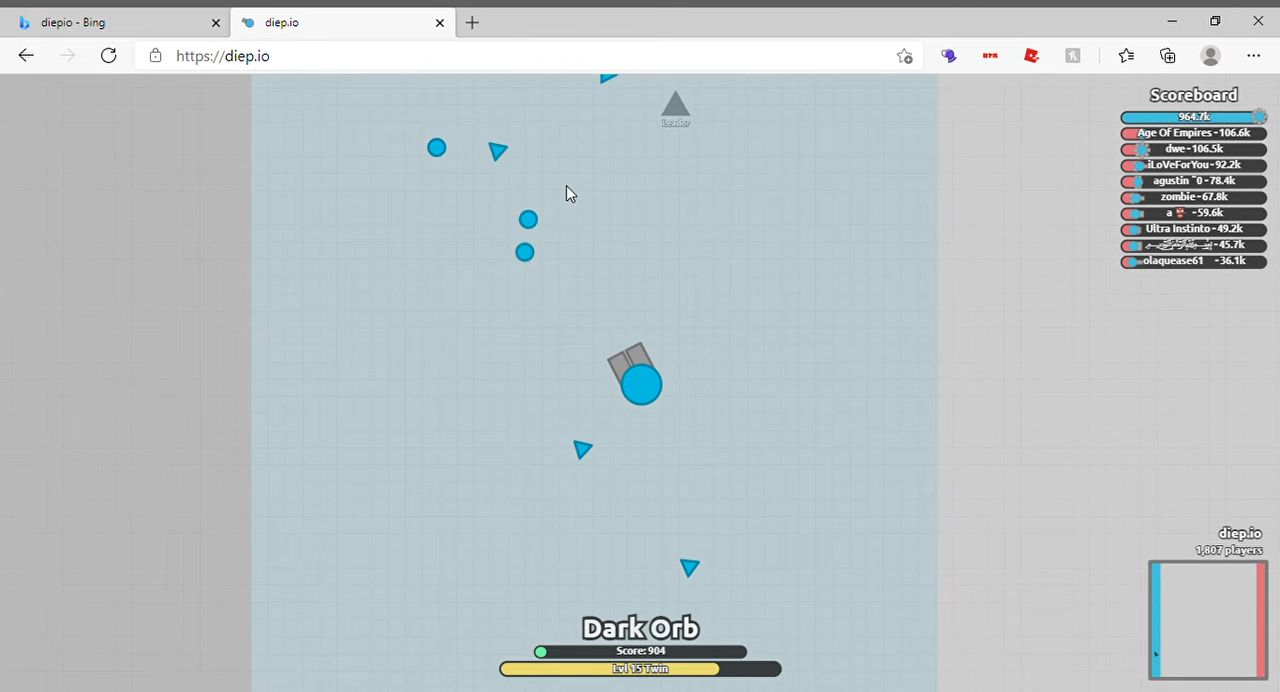 diepio - Bing
diep.io
https://diep.io
Leader
Scoreboard
964.7k
Age Of Empires - 106.6k
dwe - 106.5k
iLoVeForYou - 92.2k
agustin ¨0 - 78.4k
zombie - 67.8k
a - 59.6k
Ultra Instinto - 49.2k
- 45.7k
olaquease61 - 36.1k
diep.io
1,807 players
Dark Orb
Score: 904
Lvl 15 Twin